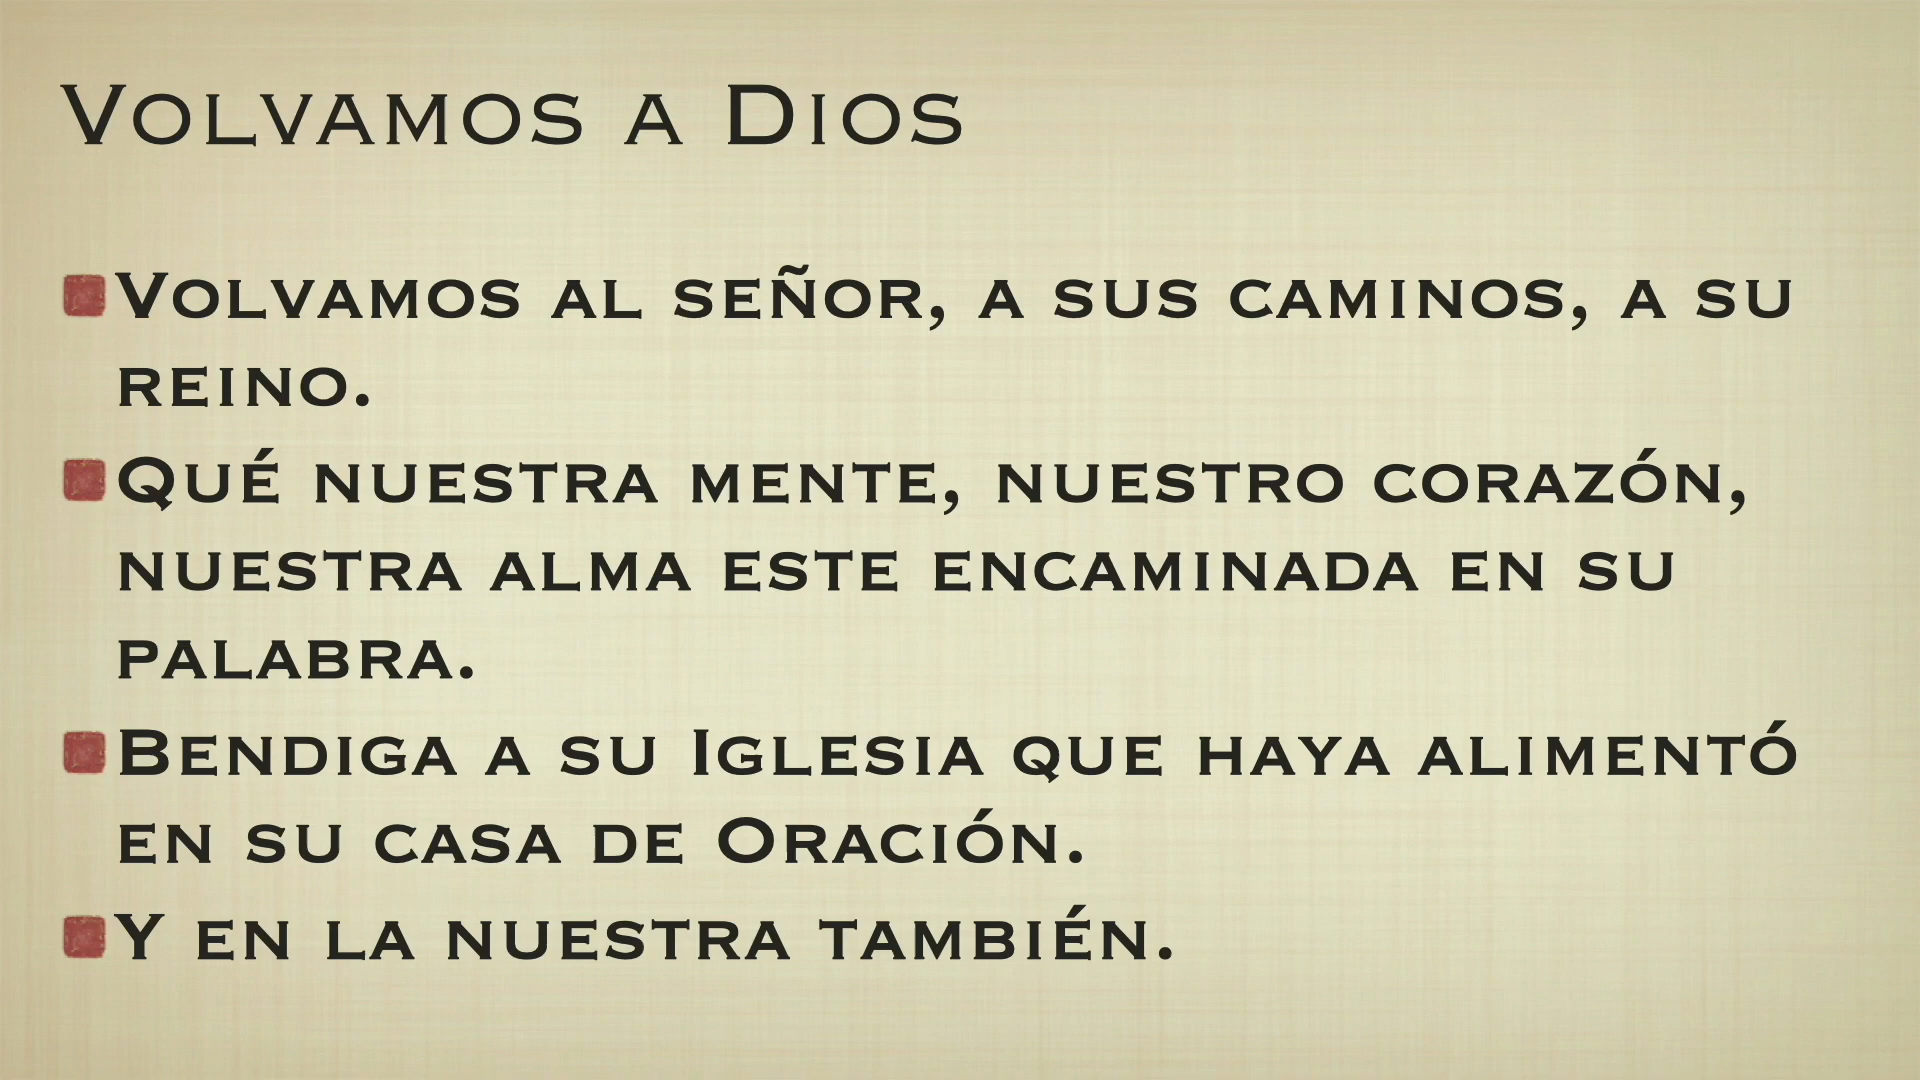 Volvamos a Dios
Volvamos al señor, a sus caminos, a su
reino.
Qué nuestra mente, nuestro corazón,
nuestra alma este encaminada en su
palabra.
Bendiga a su Iglesia que haya alimentó
en su casa de Oración.
Y en la nuestra también.